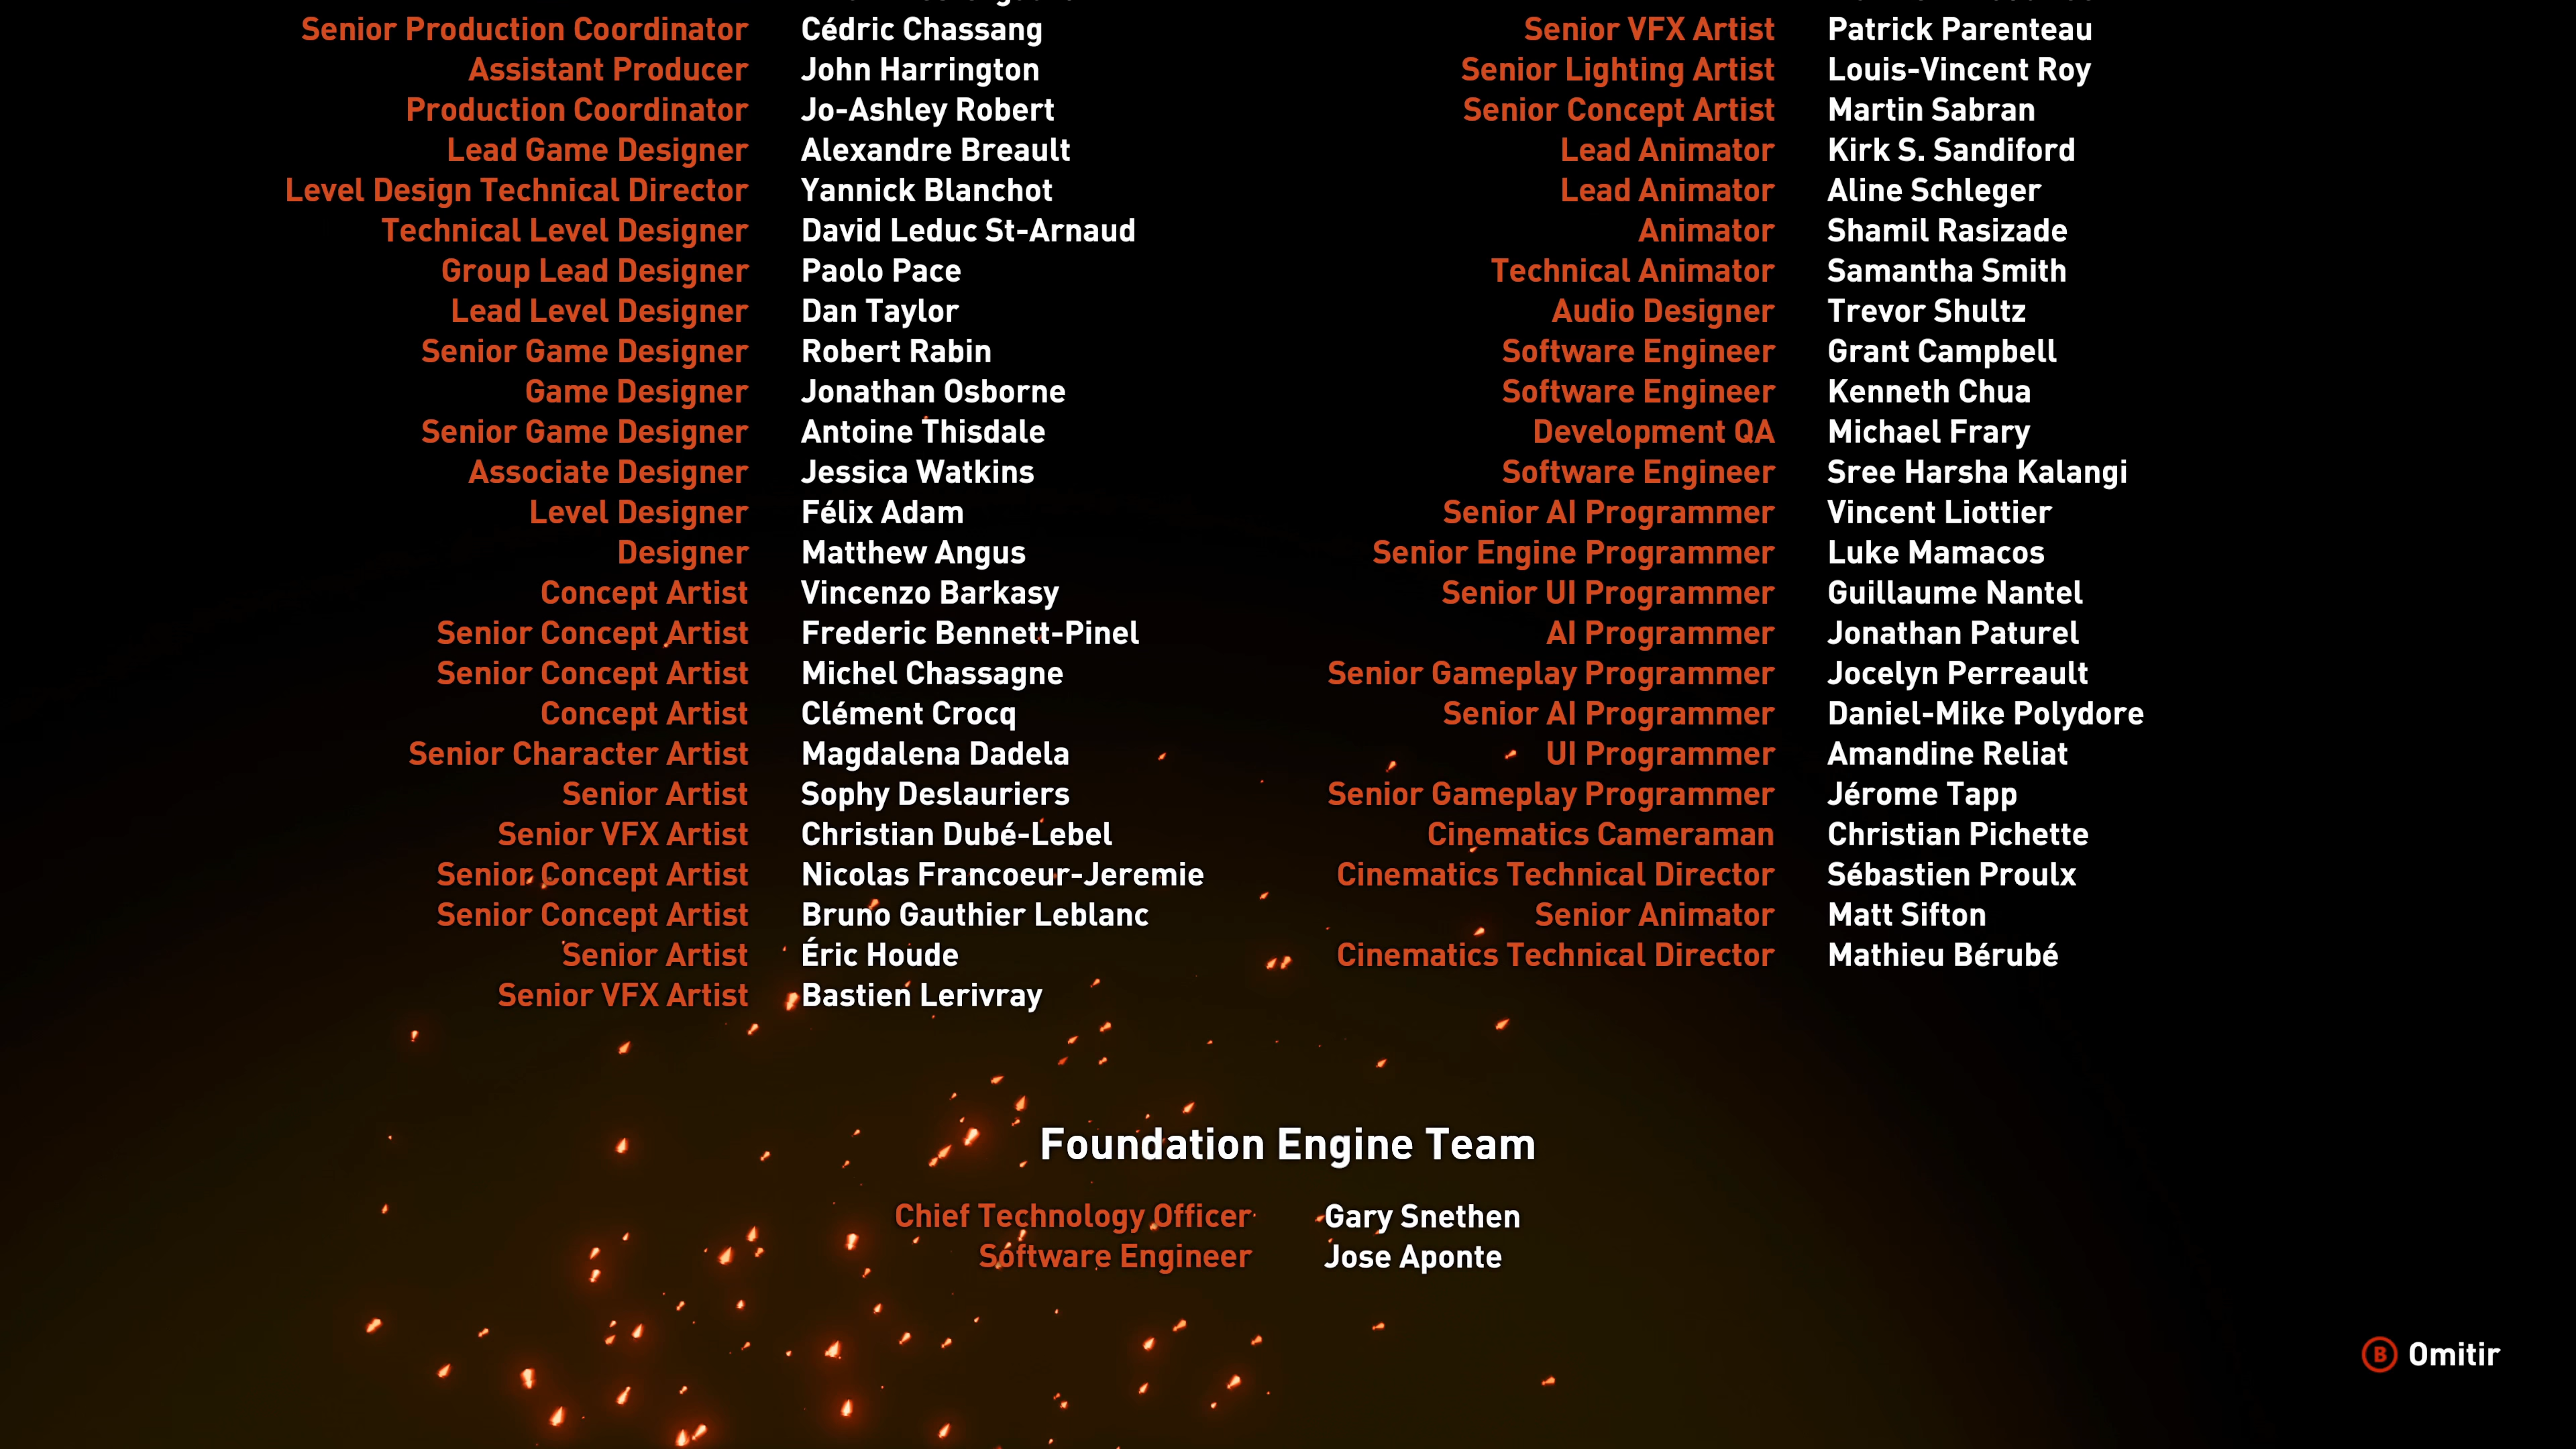 Senior Production Coordinator Cédric Chassang
Assistant Producer John Harrington
Production Coordinator Jo-Ashley Robert
Lead Game Designer Alexandre Breault
Level Design Technical Director Yannick Blanchot
Technical Level Designer David Leduc St-Arnaud
Group Lead Designer Paolo Pace
Lead Level Designer Dan Taylor
Senior Game Designer Robert Rabin
Game Designer Jonathan Osborne
Senior Game Designer Antoine Thisdale
Associate Designer Jessica Watkins
Level Designer Félix Adam
Designer Matthew Angus
Concept Artist Vincenzo Barkasy
Senior Concept Artist Frederic Bennett-Pinel
Senior Concept Artist Michel Chassagne
Concept Artist Clément Crocq
Senior Character Artist Magdalena Dadela
Senior Artist Sophy Deslauriers
Senior VFX Artist Christian Dubé-Lebel
Senior Concept Artist Nicolas Francoeur-Jeremie
Senior Concept Artist Bruno Gauthier Leblanc
Senior Artist Éric Houde
Senior VFX Artist Bastien Lerivray
Senior VFX Artist Patrick Parenteau
Senior Lighting Artist Louis-Vincent Roy
Senior Concept Artist Martin Sabran
Lead Animator Kirk S. Sandiford
Lead Animator Aline Schleger
Animator Shamil Rasizade
Technical Animator Samantha Smith
Audio Designer Trevor Shultz
Software Engineer Grant Campbell
Software Engineer Kenneth Chua
Development QA Michael Frary
Software Engineer Sree Harsha Kalangi
Senior AI Programmer Vincent Liottier
Senior Engine Programmer Luke Mamacos
Senior UI Programmer Guillaume Nantel
AI Programmer Jonathan Paturel
Senior Gameplay Programmer Jocelyn Perreault
Senior AI Programmer Daniel-Mike Polydore
UI Programmer Amandine Reliat
Senior Gameplay Programmer Jérome Tapp
Cinematics Cameraman Christian Pichette
Cinematics Technical Director Sébastien Proulx
Senior Animator Matt Sifton
Cinematics Technical Director Mathieu Bérubé
Foundation Engine Team
Chief Technology Officer Gary Snethen
Software Engineer Jose Aponte
B Omitir